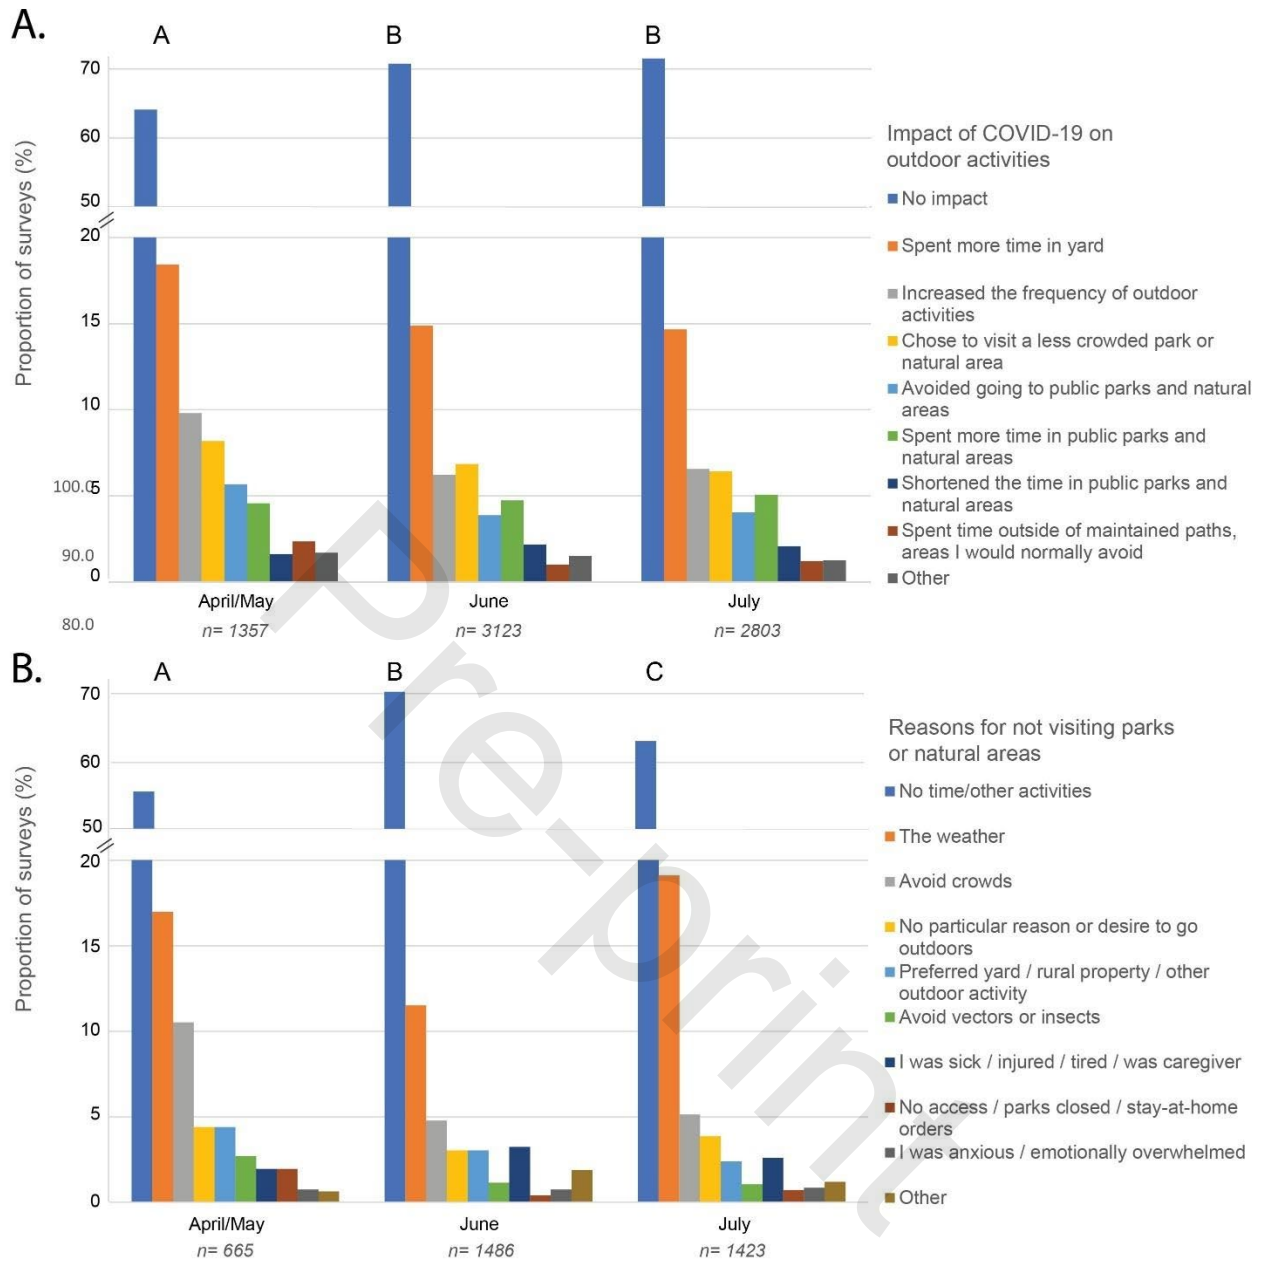 A.
A B B
70
60
50
20
15
10
100.0
5
90.0
0
80.0
Proportion of surveys (%)
April/May June July
n= 1357 n= 3123 n= 2803
Impact of COVID-19 on
outdoor activities
No impact
Spent more time in yard
Increased the frequency of outdoor
activities
Chose to visit a less crowded park or
natural area
Avoided going to public parks and natural
areas
Spent more time in public parks and
natural areas
Shortened the time in public parks and
natural areas
Spent time outside of maintained paths,
areas I would normally avoid
Other
B.
A B C
70
60
50
20
15
10
5
0
Proportion of surveys (%)
April/May June July
n= 665 n= 1486 n= 1423
Reasons for not visiting parks
or natural areas
No time/other activities
The weather
Avoid crowds
No particular reason or desire to go
outdoors
Preferred yard / rural property / other
outdoor activity
Avoid vectors or insects
I was sick / injured / tired / was caregiver
No access / parks closed / stay-at-home
orders
I was anxious / emotionally overwhelmed
Other
Pre-print